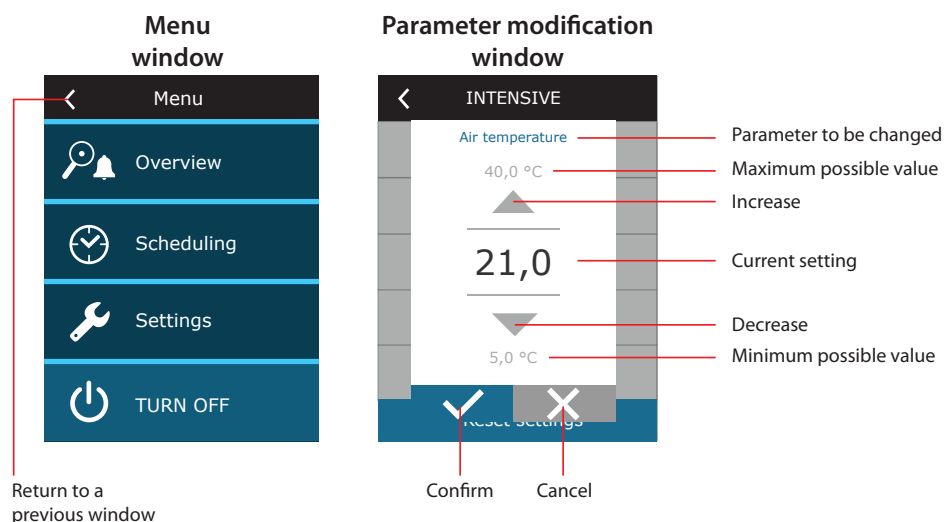 Menu
window
Menu
Overview
Scheduling
Settings
TURN OFF
Return to a
previous window
Parameter modification
window
INTENSIVE
Air temperature
40,0 °C
21,0
5,0 °C
Reset settings
Parameter to be changed
Maximum possible value
Increase
Current setting
Decrease
Minimum possible value
Confirm
Cancel